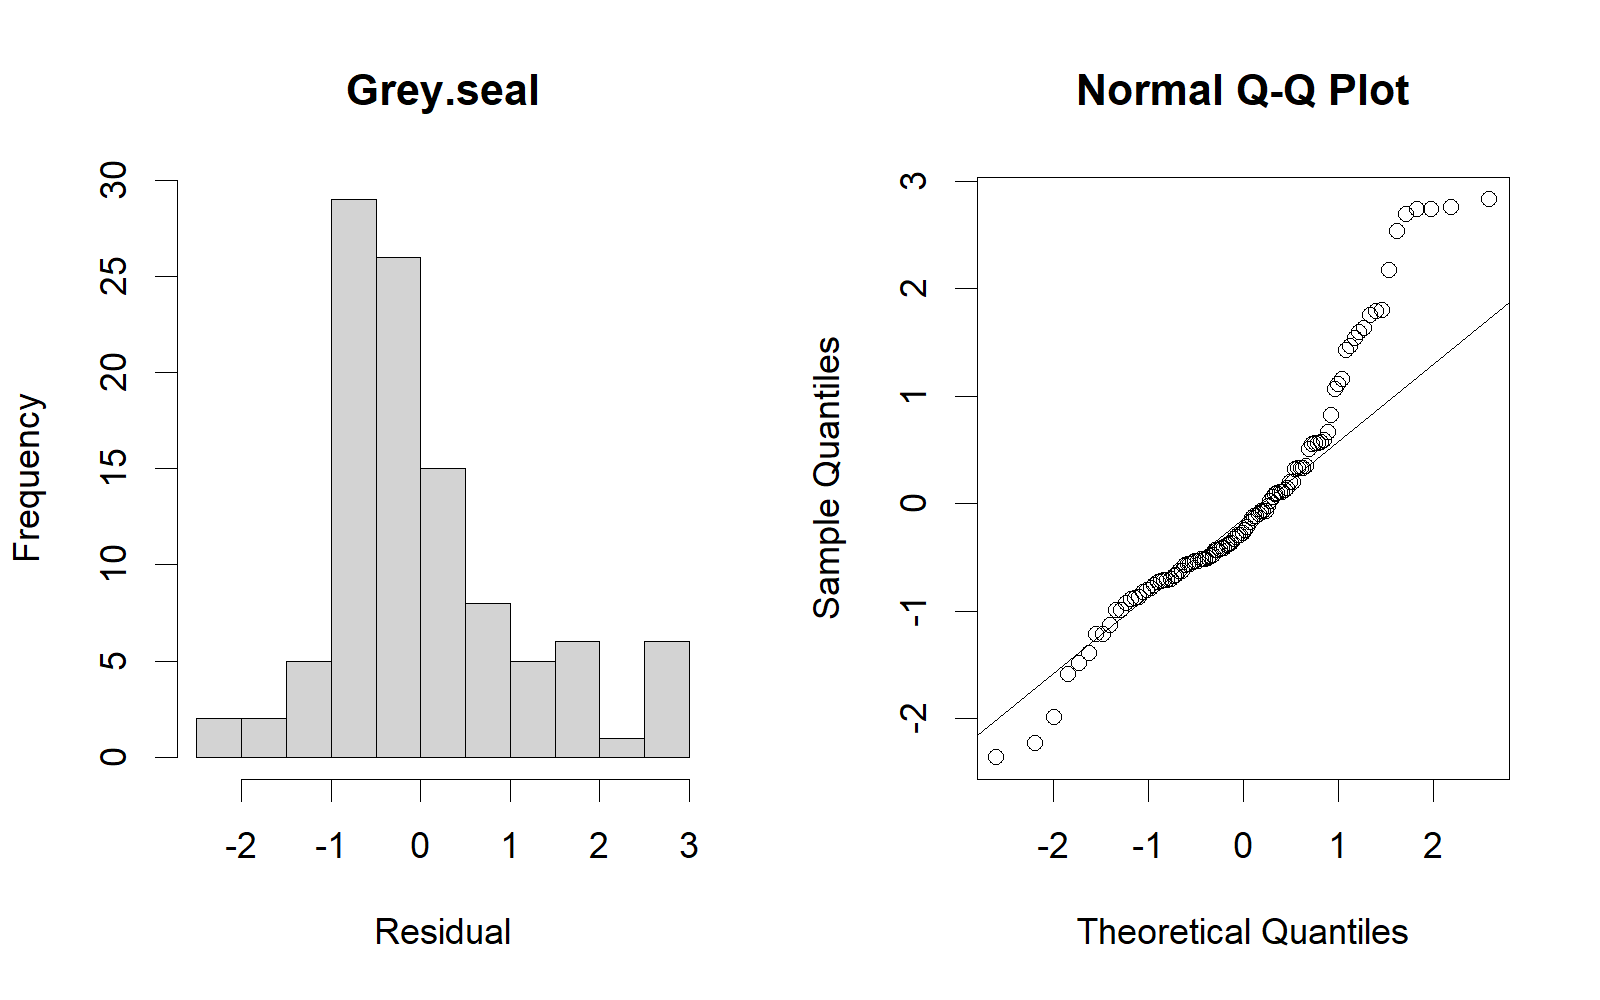 Grey.seal
Frequency
30
25
20
15
10
5
0
-2 -1 0 1 2 3
Residual
Normal Q-Q Plot
Sample Quantiles
3
2
1
0
-1
-2
-2 -1 0 1 2
Theoretical Quantiles